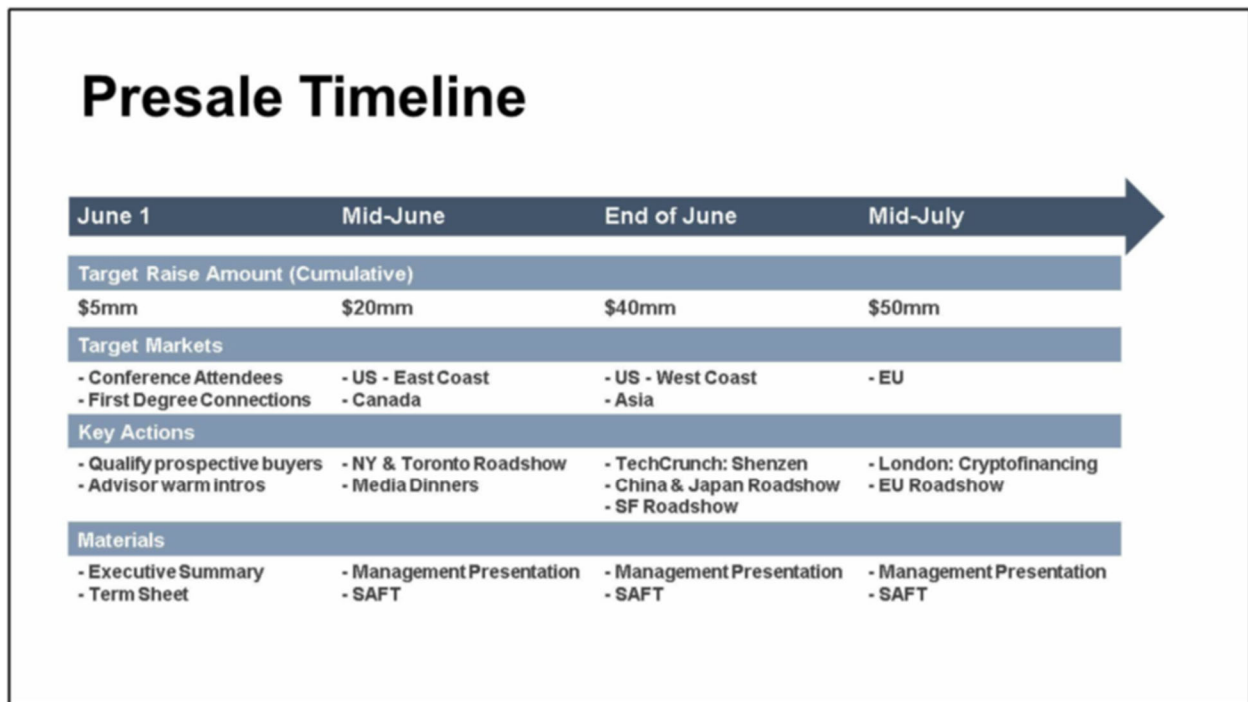 Presale Timeline
June 1 Mid-June End of June Mid-July
Target Raise Amount (Cumulative)
$5mm $20mm $40mm $50mm
Target Markets
- Conference Attendees - US - East Coast - US - West Coast - EU
- First Degree Connections - Canada - Asia
Key Actions
- Qualify prospective buyers - NY & Toronto Roadshow - TechCrunch: Shenzen - London: Cryptofinancing
- Advisor warm intros - Media Dinners - China & Japan Roadshow - EU Roadshow
- SF Roadshow
Materials
- Executive Summary - Management Presentation - Management Presentation - Management Presentation
- Term Sheet - SAFT - SAFT - SAFT